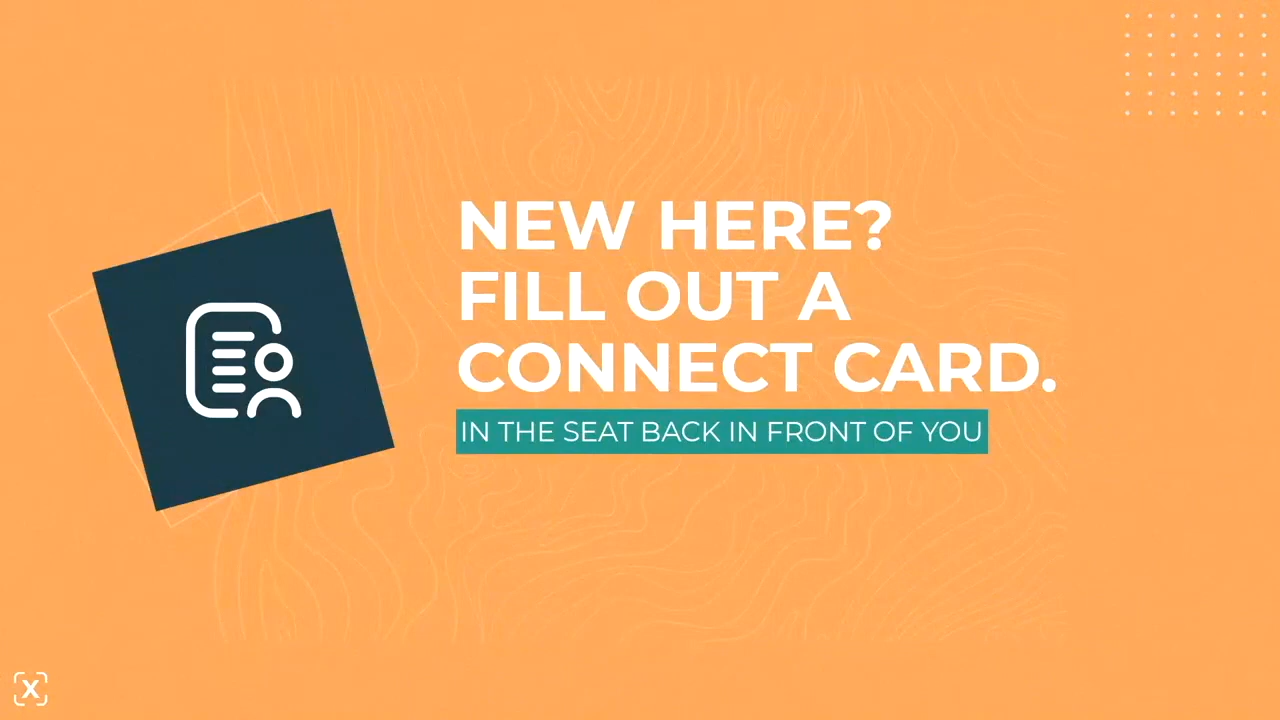 NEW HERE?
FILL OUT A
CONNECT CARD.
IN THE SEAT BACK IN FRONT OF YOU
X